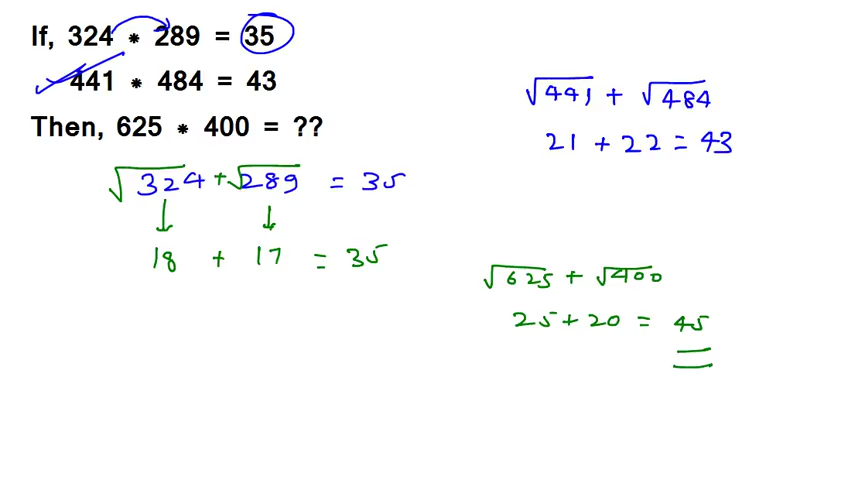 If, 324 * 289 = 35
441 * 484 = 43
Then, 625 * 400 = ??
√324 + √289 = 35
18 + 17 = 35
√441 + √484
21 + 22 = 43
√625 + √400
25 + 20 = 45